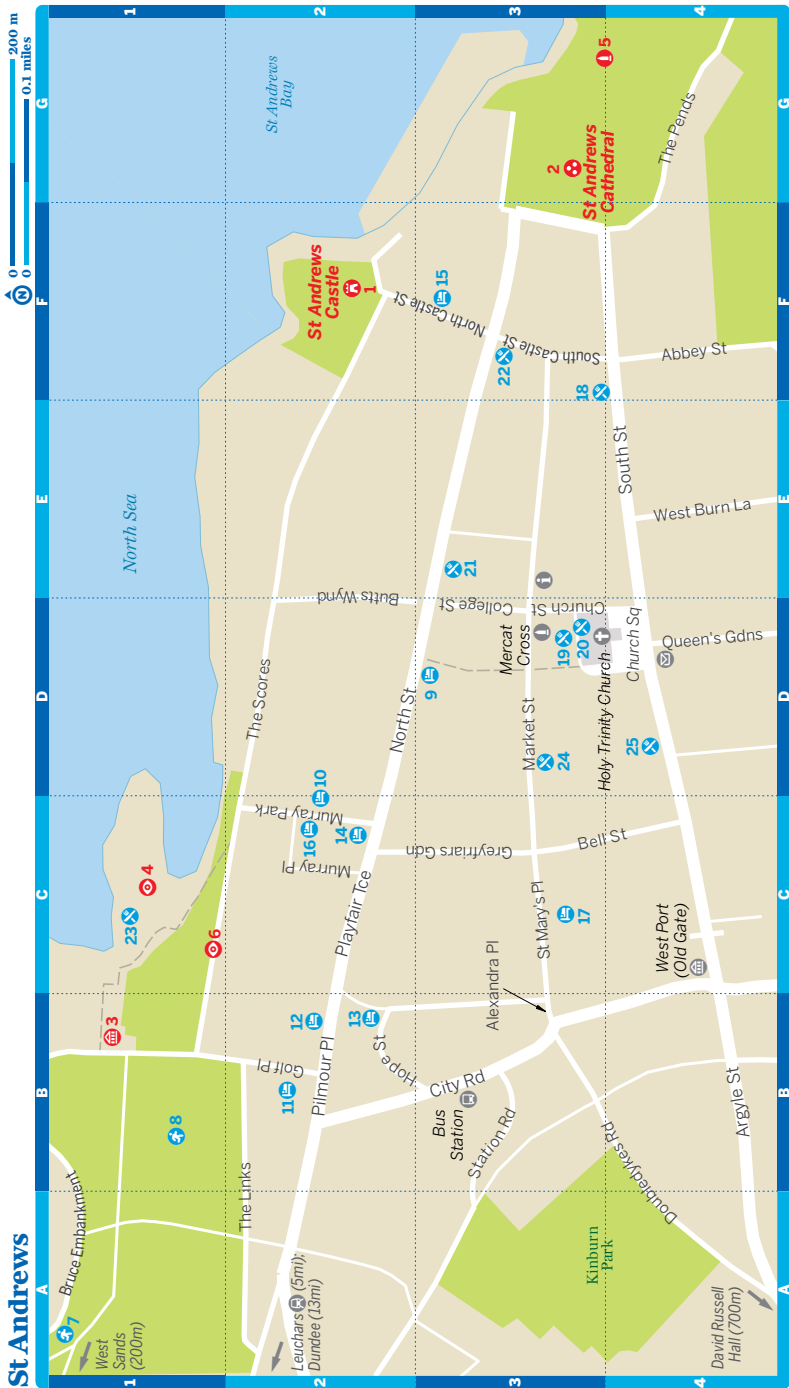 St Andrews
0
200 m
0
0.1 miles
N
A
B
C
D
E
F
G
1
2
3
4
1
2
3
4
A
B
C
D
E
F
G
North Sea
St Andrews
Bay
Bruce Embankment
7
West
Sands
(200m)
8
3
23
4
6
The Links
Golf Pl
The Scores
St Andrews
Castle
1
Leuchars (5mi);
Dundee (13mi)
11
12
Pilmour Pl
13
Hope St
Playfair Tce
Murray Pl
Murray Park
16
14
10
North St
9
Butts Wynd
College St
21
North Castle St
15
22
South Castle St
2
St Andrews
Cathedral
5
The Pends
City Rd
Bus
Station
Station Rd
Alexandra Pl
St Mary's Pl
17
Greyfriars Gdn
Bell St
Market St
24
Mercat
Cross
Church St
19
20
Holy Trinity Church
Church Sq
18
Kinburn
Park
Doubledykes Rd
West Port
(Old Gate)
25
Queen's Gdns
South St
West Burn La
Abbey St
Argyle St
David Russell
Hall (700m)